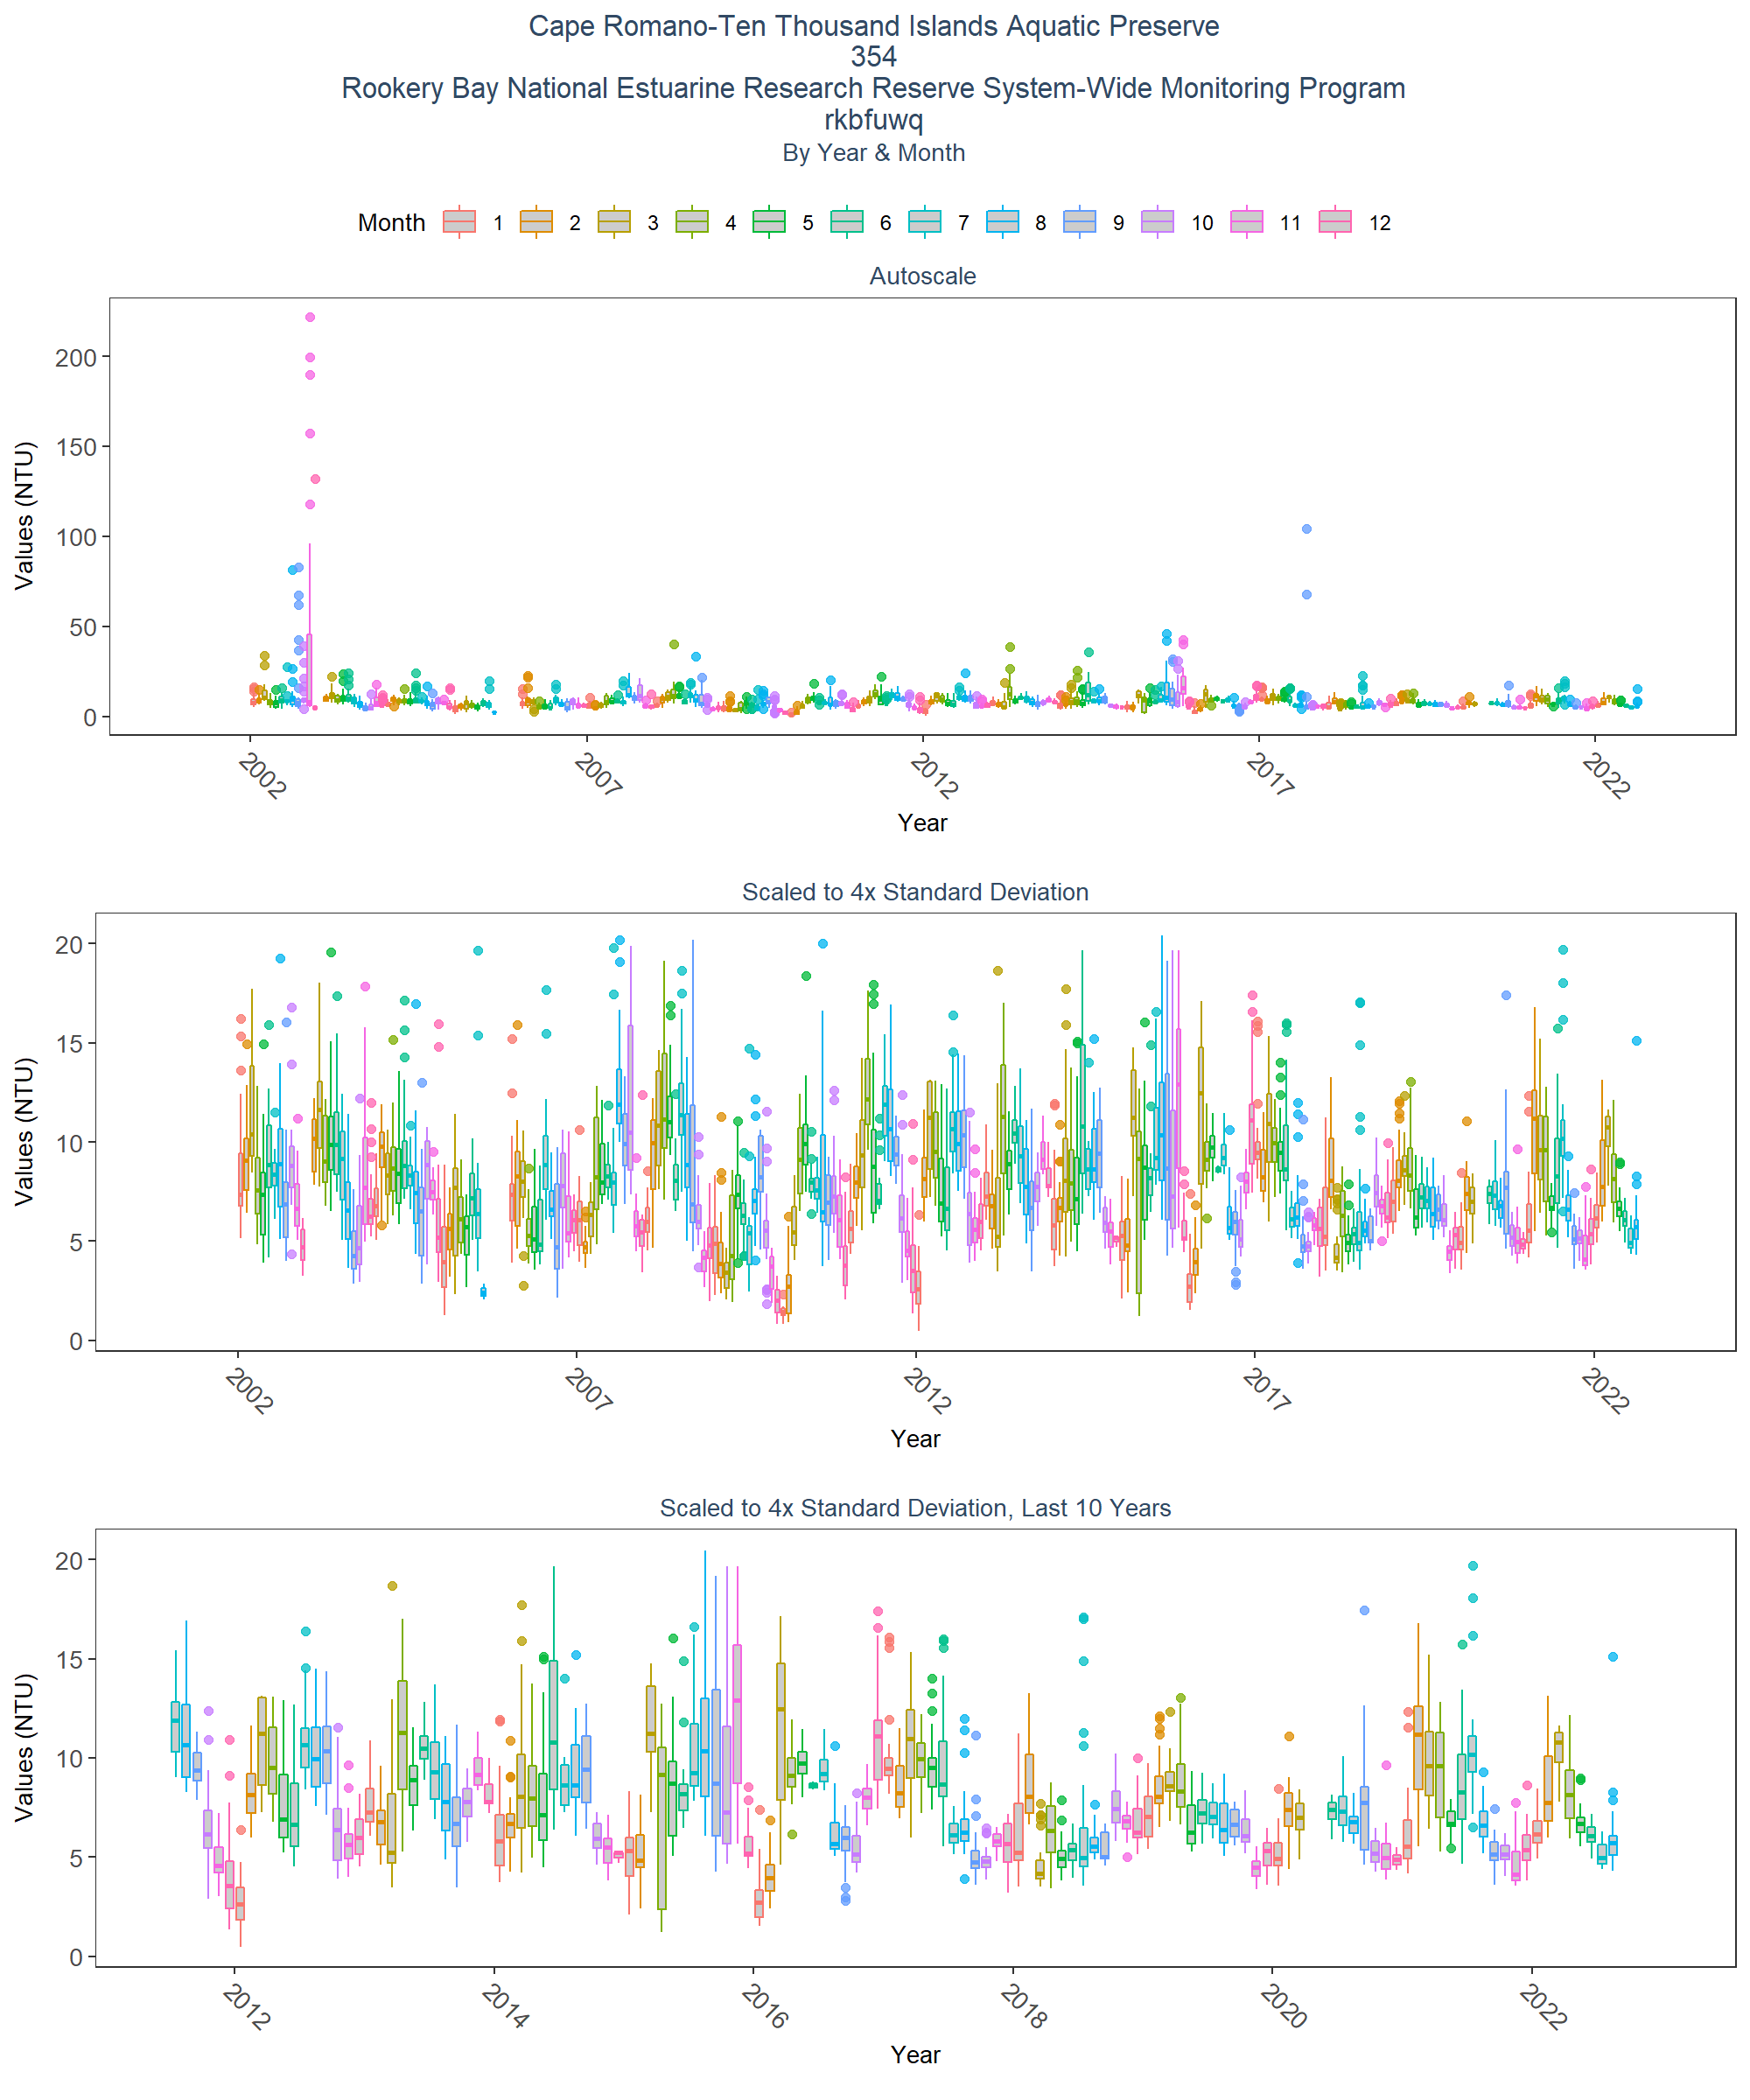 Cape Romano-Ten Thousand Islands Aquatic Preserve
354
Rookery Bay National Estuarine Research Reserve System-Wide Monitoring Program
rkbfuwq
By Year & Month
Month 1 2 3 4 5 6 7 8 9 10 11 12
Autoscale
Values (NTU)
200
150
100
50
0
2002 2007 2012 2017 2022
Year
Scaled to 4x Standard Deviation
Values (NTU)
20
15
10
5
0
2002 2007 2012 2017 2022
Year
Scaled to 4x Standard Deviation, Last 10 Years
Values (NTU)
20
15
10
5
0
2012 2014 2016 2018 2020 2022
Year